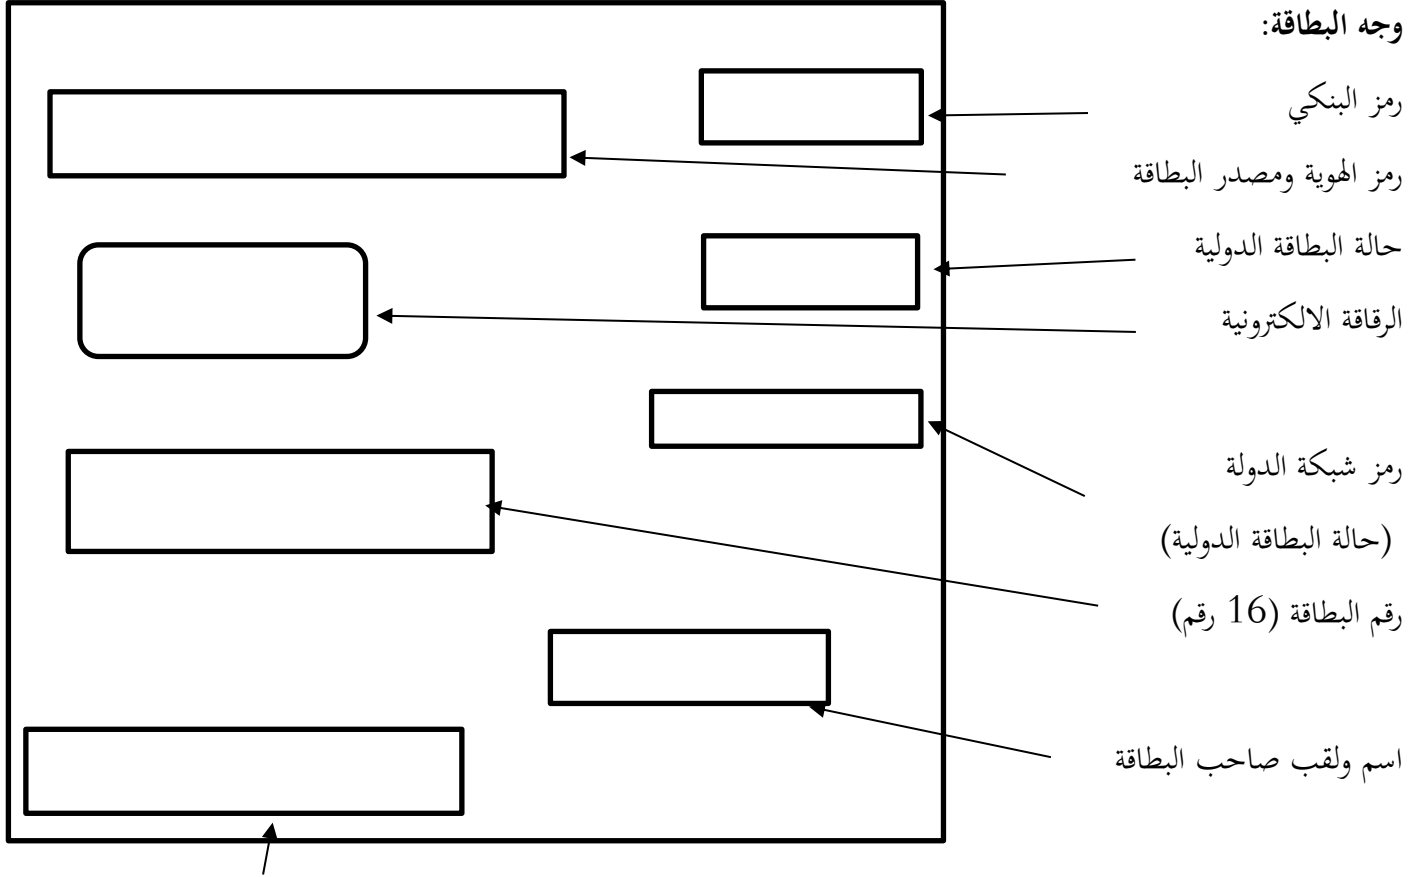 وجه البطاقة:
رمز البنكي
رمز الهوية ومصدر البطاقة
حالة البطاقة الدولية
الرقاقة الالكترونية
رمز شبكة الدولة
(حالة البطاقة الدولية)
رقم البطاقة (16 رقم)
اسم ولقب صاحب البطاقة